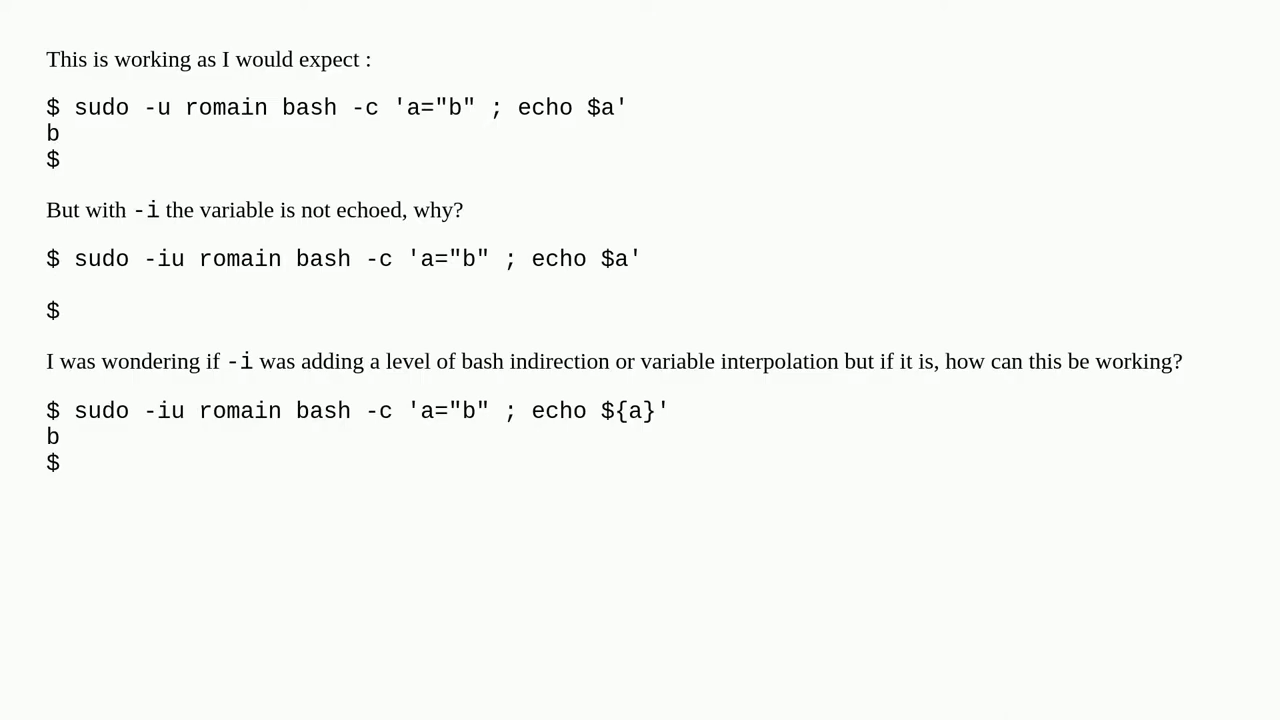 This is working as I would expect :
$ sudo -u romain bash -c 'a="b" ; echo $a'
b
$
But with -i the variable is not echoed, why?
$ sudo -iu romain bash -c 'a="b" ; echo $a'
$
I was wondering if -i was adding a level of bash indirection or variable interpolation but if it is, how can this be working?
$ sudo -iu romain bash -c 'a="b" ; echo ${a}'
b
$